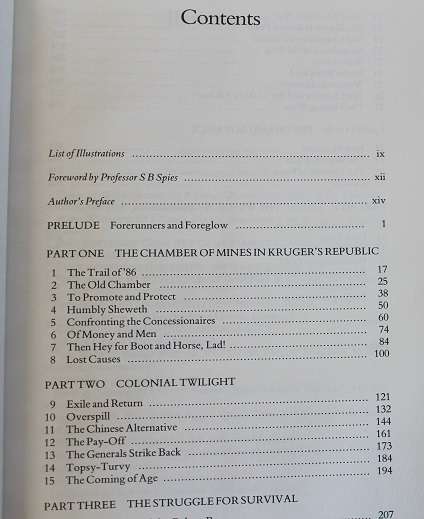 Contents
List of Illustrations ix
Foreword by Professor S B Spies xii
Author's Preface xiv
PRELUDE Forerunners and Foreglow 1
PART ONE THE CHAMBER OF MINES IN KRUGER'S REPUBLIC
1 The Trail of '86 17
2 The Old Chamber 25
3 To Promote and Protect 38
4 Humbly Sheweth 50
5 Confronting the Concessionaires 60
6 Of Money and Men 74
7 Then Hey for Boot and Horse, Lad! 84
8 Lost Causes 100
PART TWO COLONIAL TWILIGHT
9 Exile and Return 121
10 Overspill 132
11 The Chinese Alternative 144
12 The Pay-Off 161
13 The Generals Strike Back 173
14 Topsy-Turvy 184
15 The Coming of Age 194
PART THREE THE STRUGGLE FOR SURVIVAL
207